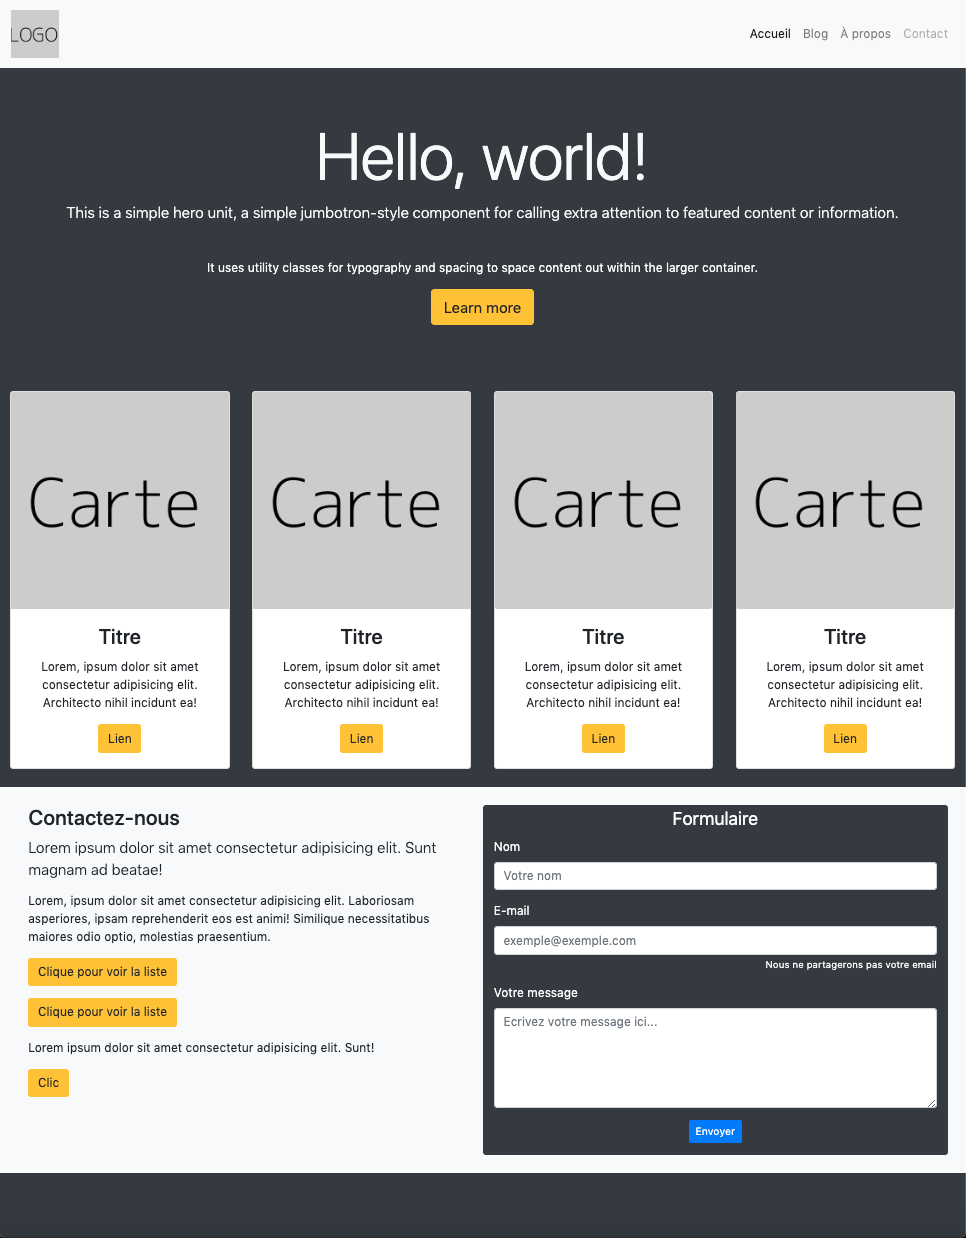 LOGO
Accueil Blog À propos Contact
Hello, world!
This is a simple hero unit, a simple jumbotron-style component for calling extra attention to featured content or information.
It uses utility classes for typography and spacing to space content out within the larger container.
Learn more
Carte Carte Carte Carte
Titre Titre Titre Titre
Lorem, ipsum dolor sit amet Lorem, ipsum dolor sit amet Lorem, ipsum dolor sit amet Lorem, ipsum dolor sit amet
consectetur adipisicing elit. consectetur adipisicing elit. consectetur adipisicing elit. consectetur adipisicing elit.
Architecto nihil incidunt ea! Architecto nihil incidunt ea! Architecto nihil incidunt ea! Architecto nihil incidunt ea!
Lien Lien Lien Lien
Contactez-nous
Lorem ipsum dolor sit amet consectetur adipisicing elit. Sunt
magnam ad beatae!
Lorem, ipsum dolor sit amet consectetur adipisicing elit. Laboriosam
asperiores, ipsam reprehenderit eos est animi! Similique necessitatibus
maiores odio optio, molestias praesentium.
Clique pour voir la liste
Clique pour voir la liste
Lorem ipsum dolor sit amet consectetur adipisicing elit. Sunt!
Clic
Formulaire
Nom
Votre nom
E-mail
exemple@exemple.com
Nous ne partagerons pas votre email
Votre message
Ecrivez votre message ici...
Envoyer